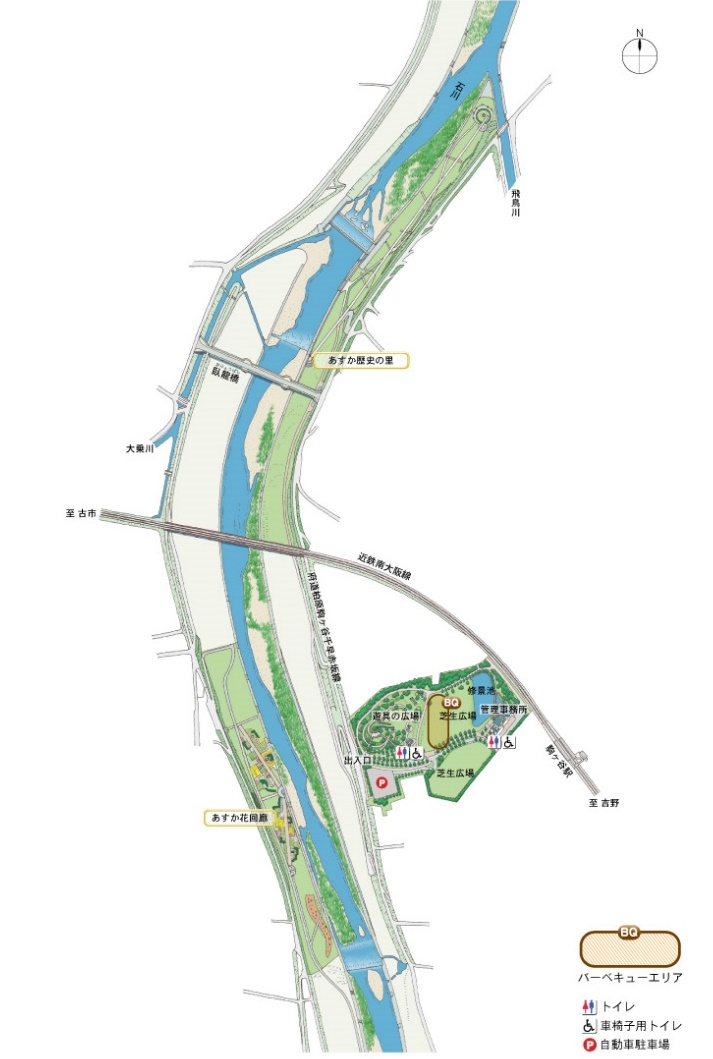 N
石川
飛鳥川
あすか歴史の里
臥龍橋
大乗川
至 古市
近鉄南大阪線
府道柏原駒ヶ谷千早赤阪線
修景池
BQ
遊具の広場
芝生広場
管理事務所
出入口
芝生広場
P
駒ヶ谷駅
至 吉野
あすか花回廊
BQ
バーベキューエリア
トイレ
車椅子用トイレ
P 自動車駐車場